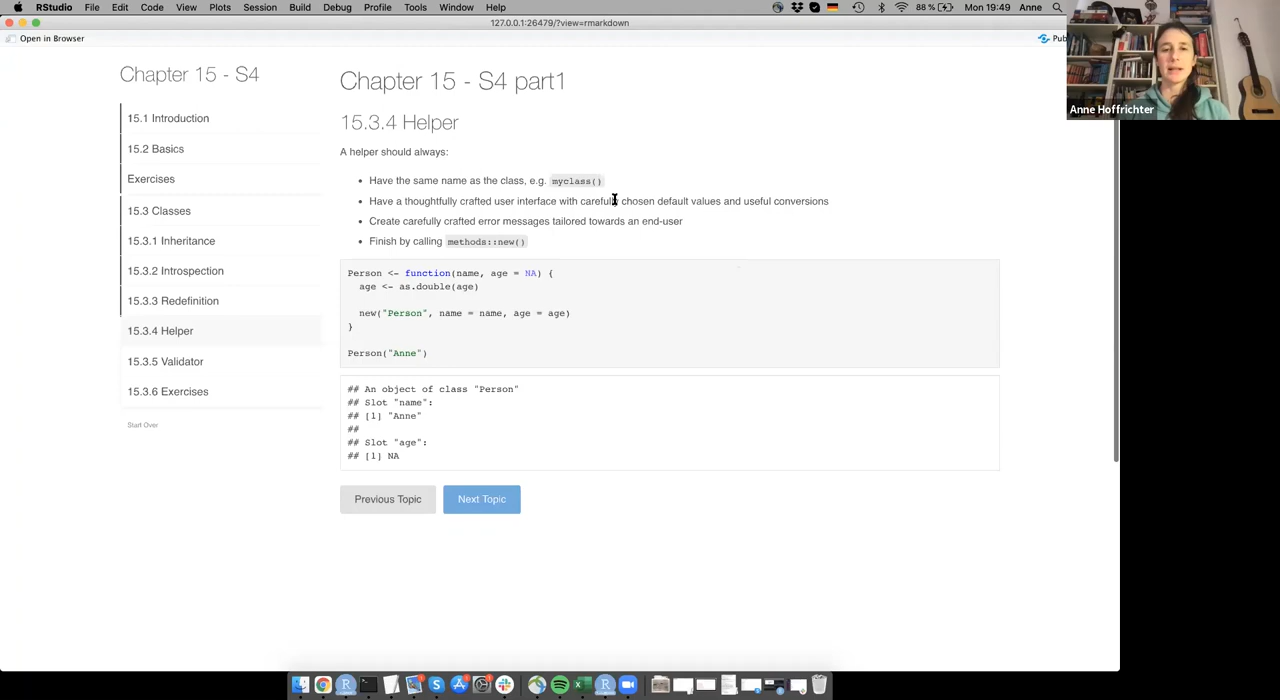 RStudio File Edit Code View Plots Session Build Debug Profile Tools Window Help 88 % Mon 19:49 Anne
127.0.0.1:26479/?view=rmarkdown
Open in Browser
Pub
Anne Hoffrichter
Chapter 15 - S4
15.1 Introduction
15.2 Basics
Exercises
15.3 Classes
15.3.1 Inheritance
15.3.2 Introspection
15.3.3 Redefinition
15.3.4 Helper
15.3.5 Validator
15.3.6 Exercises
Start Over
Chapter 15 - S4 part1
15.3.4 Helper
A helper should always:
• Have the same name as the class, e.g. myclass()
• Have a thoughtfully crafted user interface with carefully chosen default values and useful conversions
• Create carefully crafted error messages tailored towards an end-user
• Finish by calling methods::new()
Person <- function(name, age = NA) {
age <- as.double(age)
new("Person", name = name, age = age)
}
Person("Anne")
## An object of class "Person"
## Slot "name":
## [1] "Anne"
##
## Slot "age":
## [1] NA
Previous Topic Next Topic